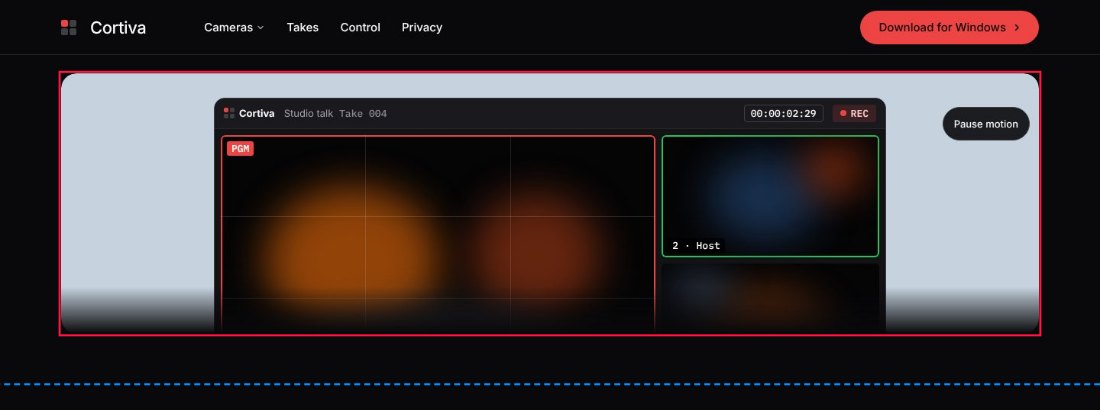 Cortiva
Cameras
Takes
Control
Privacy
Download for Windows
Cortiva
Studio talk Take 004
00:00:02:29
REC
Pause motion
PGM
2 · Host